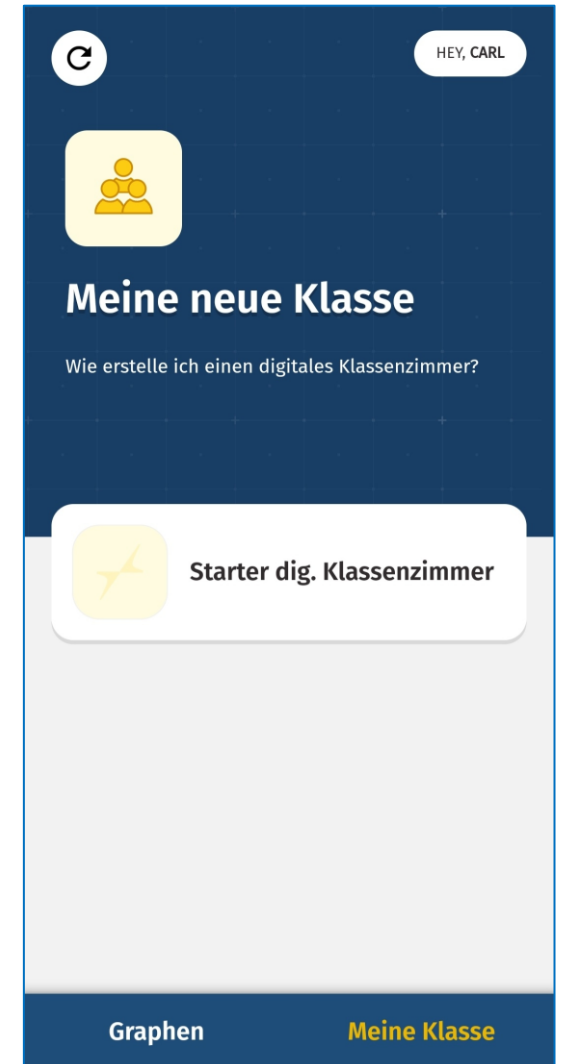 HEY, CARL
Meine neue Klasse
Wie erstelle ich einen digitales Klassenzimmer?
Starter dig. Klassenzimmer
Graphen
Meine Klasse